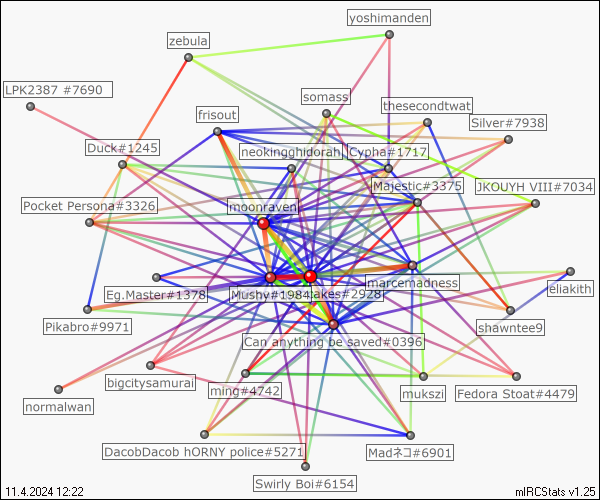 yoshimanden
zebula
LPK2387 #7690
somass
thesecondtwat
frisout
Silver#7938
Duck#1245
neokingghidorah
Cypha#1717
Majestic#3375
JKOUYH VIII#7034
Pocket Persona#3326
moonraven
marcemadness
Eg.Master#1378
Mushy#1984
akes#2928
eliakith
Pikabro#9971
shawntee9
Can anything be saved#0396
bigcitysamurai
ming#4742
mukszi
Fedora Stoat#4479
normalwan
DacobDacob hORNY police#5271
Madネコ#6901
Swirly Boi#6154
11.4.2024 12:22
mIRCStats v1.25